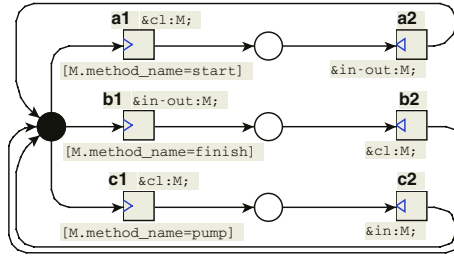 a1 &cl:M; a2
[M.method_name=start] &in-out:M;
b1 &in-out:M; b2
[M.method_name=finish] &cl:M;
c1 &cl:M; c2
[M.method_name=pump] &in:M;